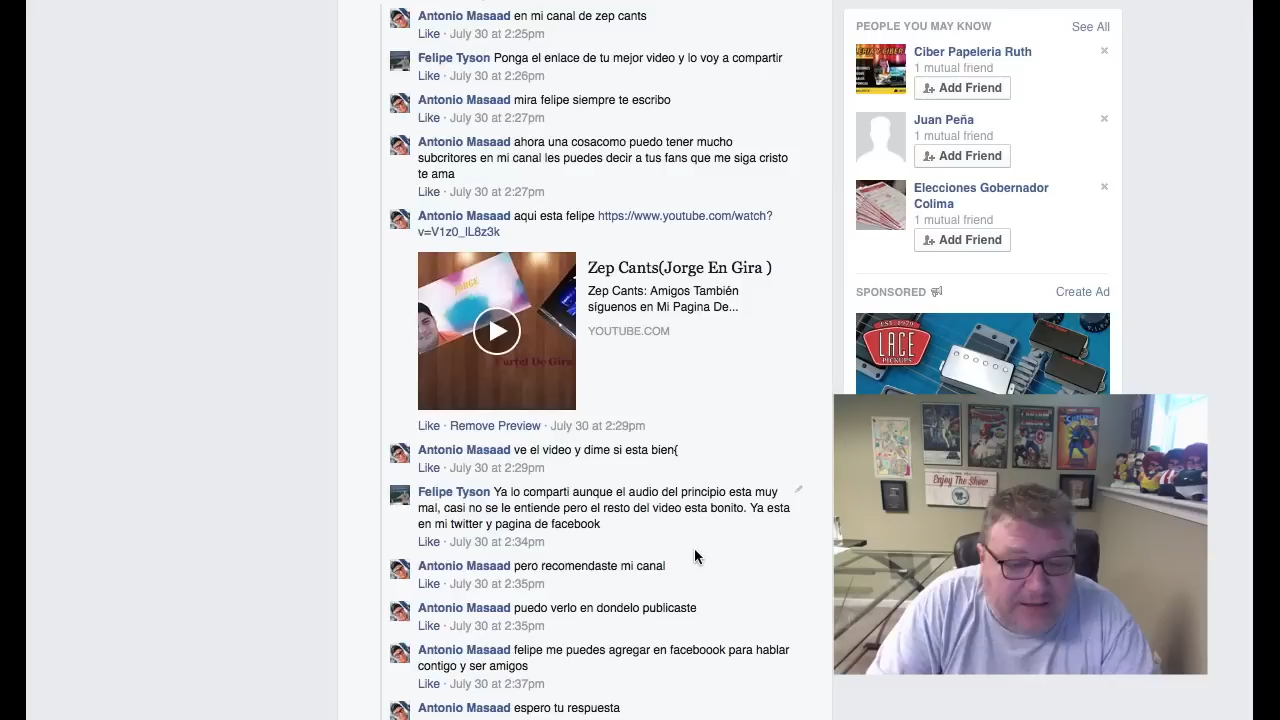 Antonio Masaad en mi canal de zep cants
Like · July 30 at 2:25pm
Felipe Tyson Ponga el enlace de tu mejor video y lo voy a compartir
Like · July 30 at 2:26pm
Antonio Masaad mira felipe siempre te escribo
Like · July 30 at 2:27pm
Antonio Masaad ahora una cosacomo puedo tener mucho
subcritores en mi canal les puedes decir a tus fans que me siga cristo
te ama
Like · July 30 at 2:27pm
Antonio Masaad aqui esta felipe https://www.youtube.com/watch?
v=V1z0_lL8z3k
Zep Cants(Jorge En Gira )
Zep Cants: Amigos También
síguenos en Mi Pagina De...
YOUTUBE.COM
Like · Remove Preview · July 30 at 2:29pm
Antonio Masaad ve el video y dime si esta bien{
Like · July 30 at 2:29pm
Felipe Tyson Ya lo comparti aunque el audio del principio esta muy
mal, casi no se le entiende pero el resto del video esta bonito. Ya esta
en mi twitter y pagina de facebook
Like · July 30 at 2:34pm
Antonio Masaad pero recomendaste mi canal
Like · July 30 at 2:35pm
Antonio Masaad puedo verlo en dondelo publicaste
Like · July 30 at 2:35pm
Antonio Masaad felipe me puedes agregar en faceboook para hablar
contigo y ser amigos
Like · July 30 at 2:37pm
Antonio Masaad espero tu respuesta
PEOPLE YOU MAY KNOW
See All
Ciber Papeleria Ruth
1 mutual friend
Add Friend
Juan Peña
1 mutual friend
Add Friend
Elecciones Gobernador
Colima
1 mutual friend
Add Friend
SPONSORED
Create Ad
EST. 1979
LACE
PICKUPS
Enjoy The Show